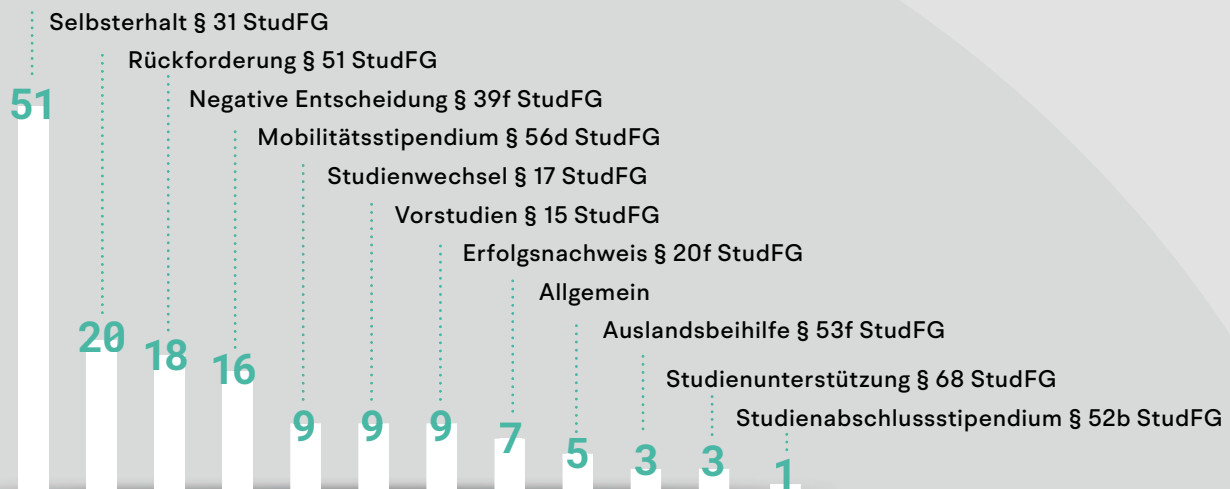 Selbsterhalt § 31 StudFG
Rückforderung § 51 StudFG
Negative Entscheidung § 39f StudFG
Mobilitätsstipendium § 56d StudFG
Studienwechsel § 17 StudFG
Vorstudien § 15 StudFG
Erfolgsnachweis § 20f StudFG
Allgemein
Auslandsbeihilfe § 53f StudFG
Studienunterstützung § 68 StudFG
Studienabschlussstipendium § 52b StudFG
51
20
18
16
9
9
9
7
5
3
3
1